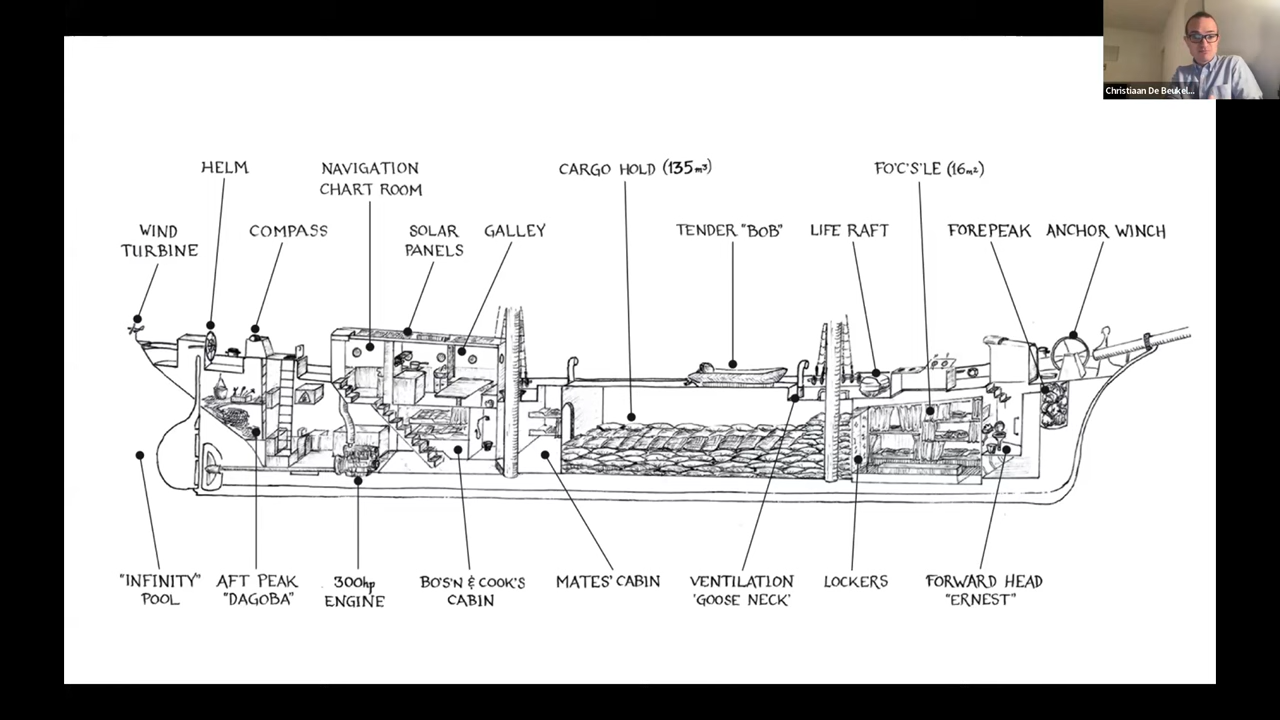 Christiaan De Beukel...
HELM
NAVIGATION
CHART ROOM
CARGO HOLD (135m³)
FO'C'S'LE (16m²)
WIND
TURBINE
COMPASS
SOLAR
PANELS
GALLEY
TENDER "BOB"
LIFE RAFT
FOREPEAK
ANCHOR WINCH
"INFINITY"
POOL
AFT PEAK
"DAGOBA"
300hp
ENGINE
BO'S'N & COOK'S
CABIN
MATES' CABIN
VENTILATION
'GOOSE NECK'
LOCKERS
FORWARD HEAD
"ERNEST"